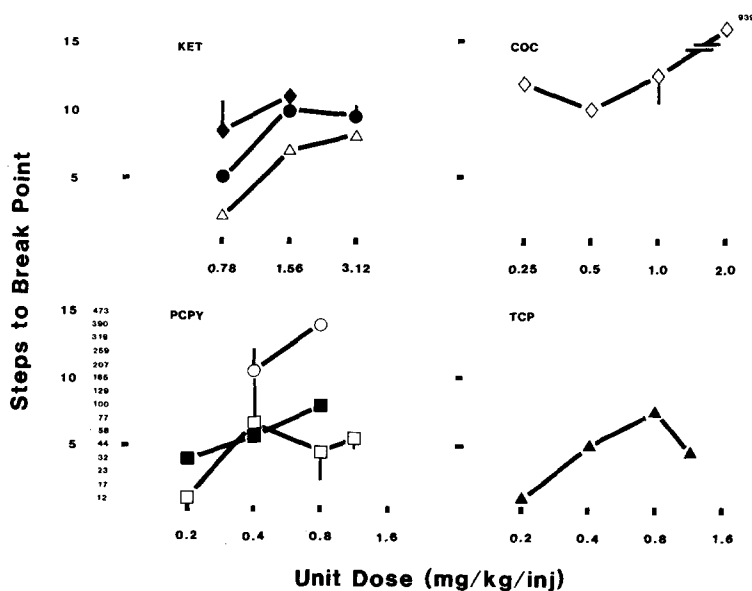 KET
COC
939
15
10
5
0.78 1.56 3.12
0.25 0.5 1.0 2.0
Steps to Break Point
PCPY
TCP
15
10
5
473
390
318
259
207
165
129
100
77
58
44
32
23
17
12
0.2 0.4 0.8 1.6
0.2 0.4 0.8 1.6
Unit Dose (mg/kg/inj)